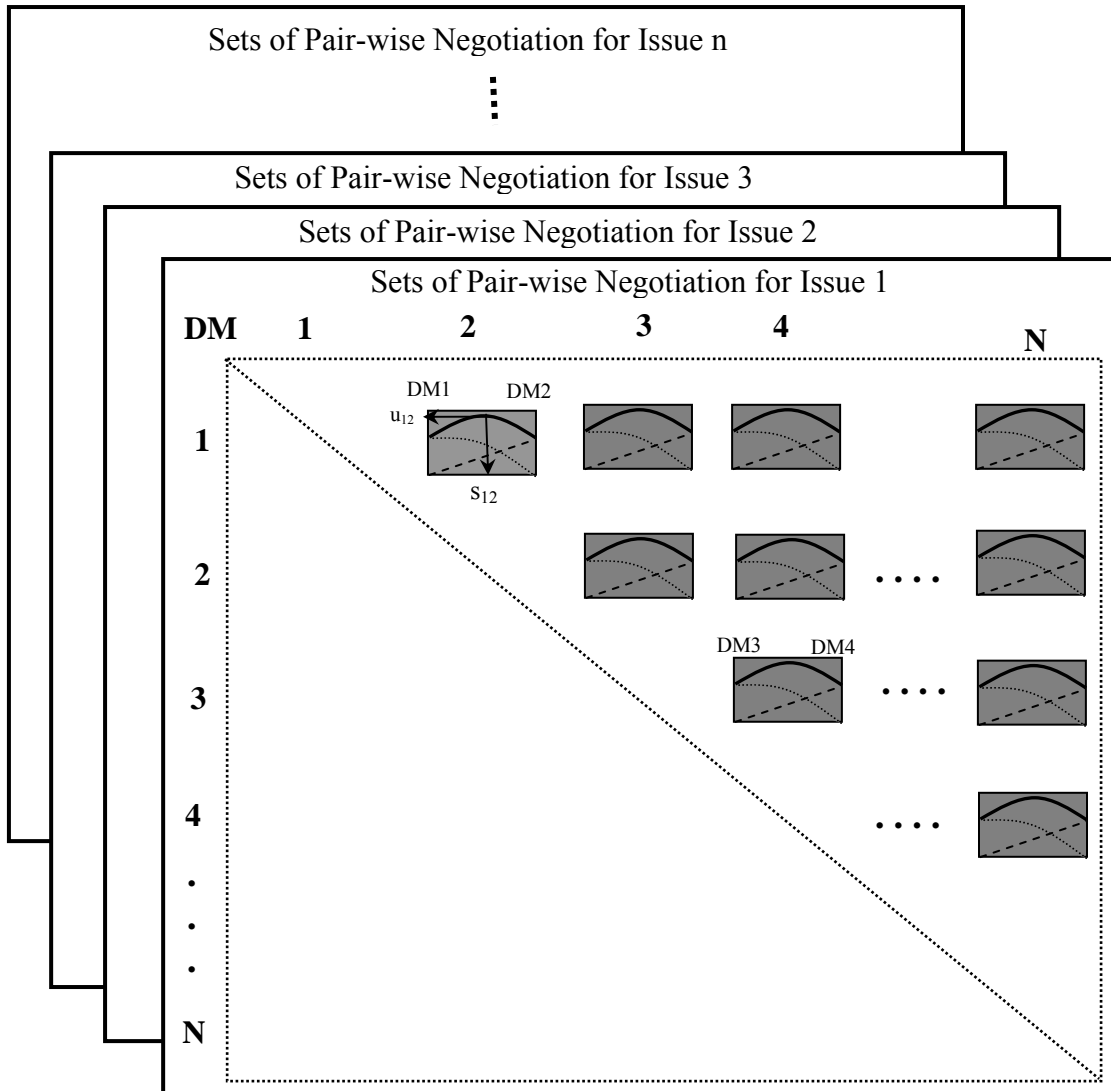 Sets of Pair-wise Negotiation for Issue n
Sets of Pair-wise Negotiation for Issue 3
Sets of Pair-wise Negotiation for Issue 2
Sets of Pair-wise Negotiation for Issue 1
DM 1 2 3 4 N
DM1 DM2
u₁₂
1
s₁₂
2 . . . .
DM3 DM4
3 . . . .
4 . . . .
.
.
.
N